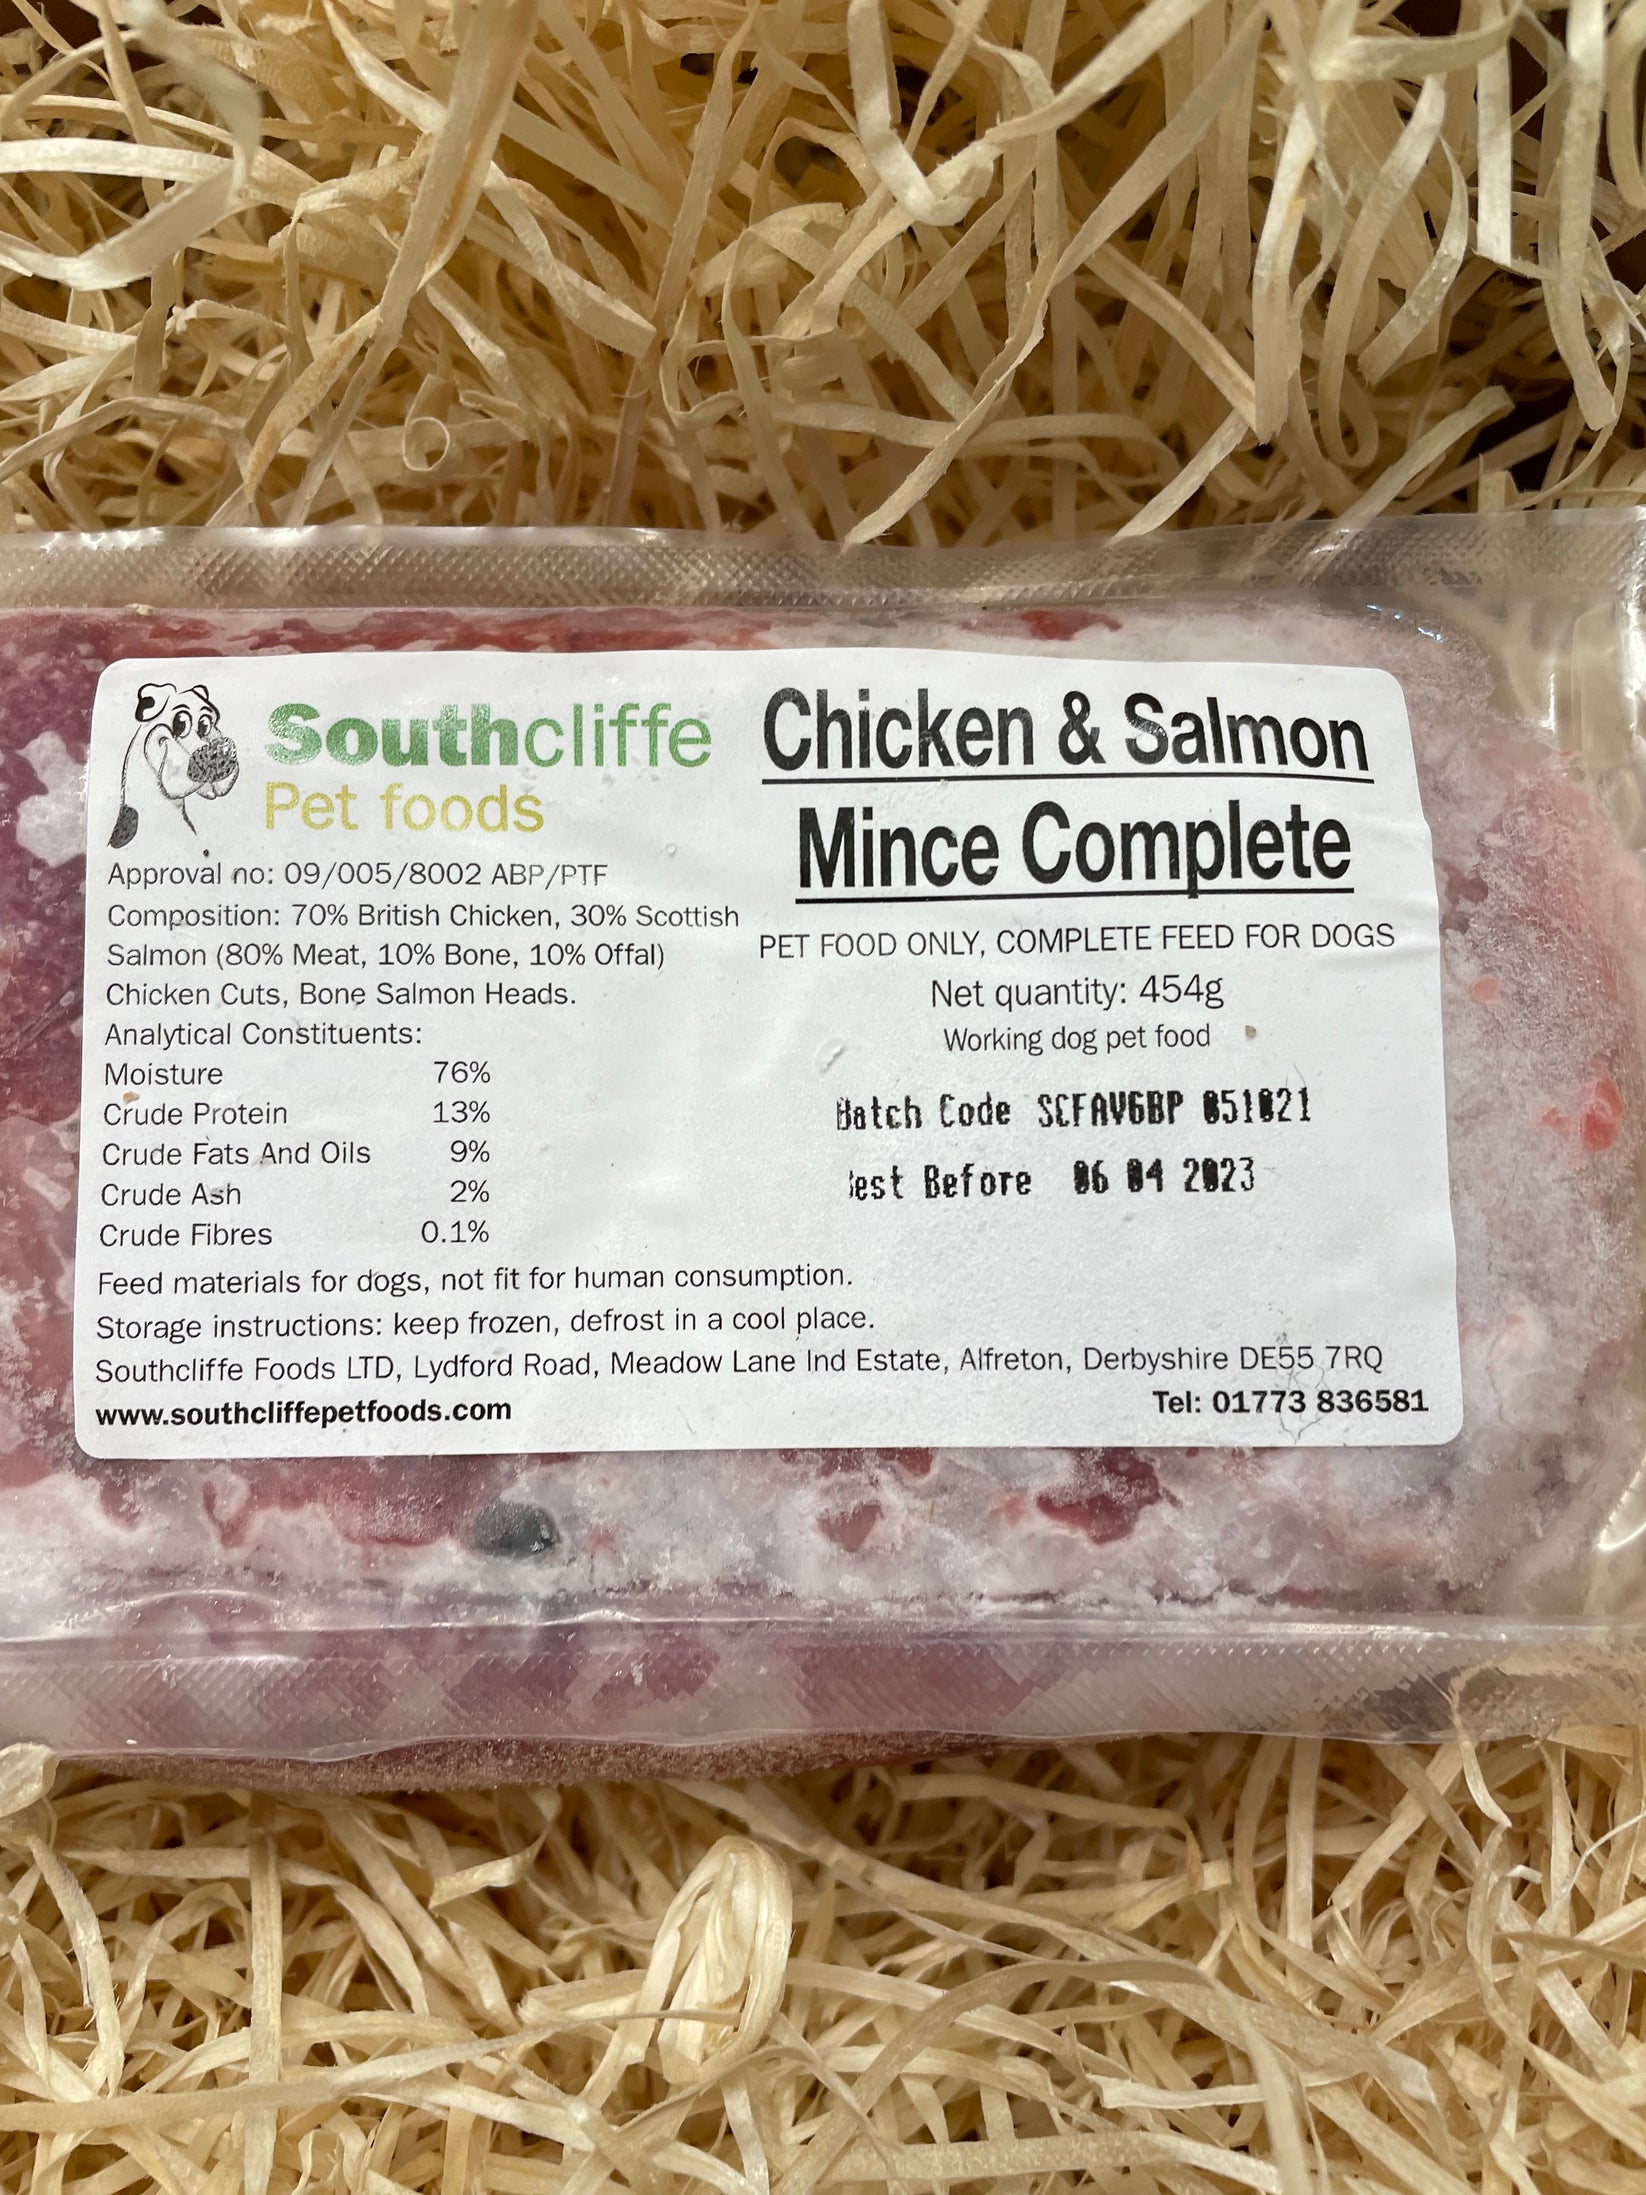 Southcliffe
Pet foods
Approval no: 09/005/8002 ABP/PTF
Composition: 70% British Chicken, 30% Scottish
Salmon (80% Meat, 10% Bone, 10% Offal)
Chicken Cuts, Bone Salmon Heads.
Analytical Constituents:
Moisture 76%
Crude Protein 13%
Crude Fats And Oils 9%
Crude Ash 2%
Crude Fibres 0.1%
Chicken & Salmon
Mince Complete
PET FOOD ONLY, COMPLETE FEED FOR DOGS
Net quantity: 454g
Working dog pet food
Batch Code SCFAV6BP 051021
est Before 06 04 2023
Feed materials for dogs, not fit for human consumption.
Storage instructions: keep frozen, defrost in a cool place.
Southcliffe Foods LTD, Lydford Road, Meadow Lane Ind Estate, Alfreton, Derbyshire DE55 7RQ
www.southcliffepetfoods.com Tel: 01773 836581